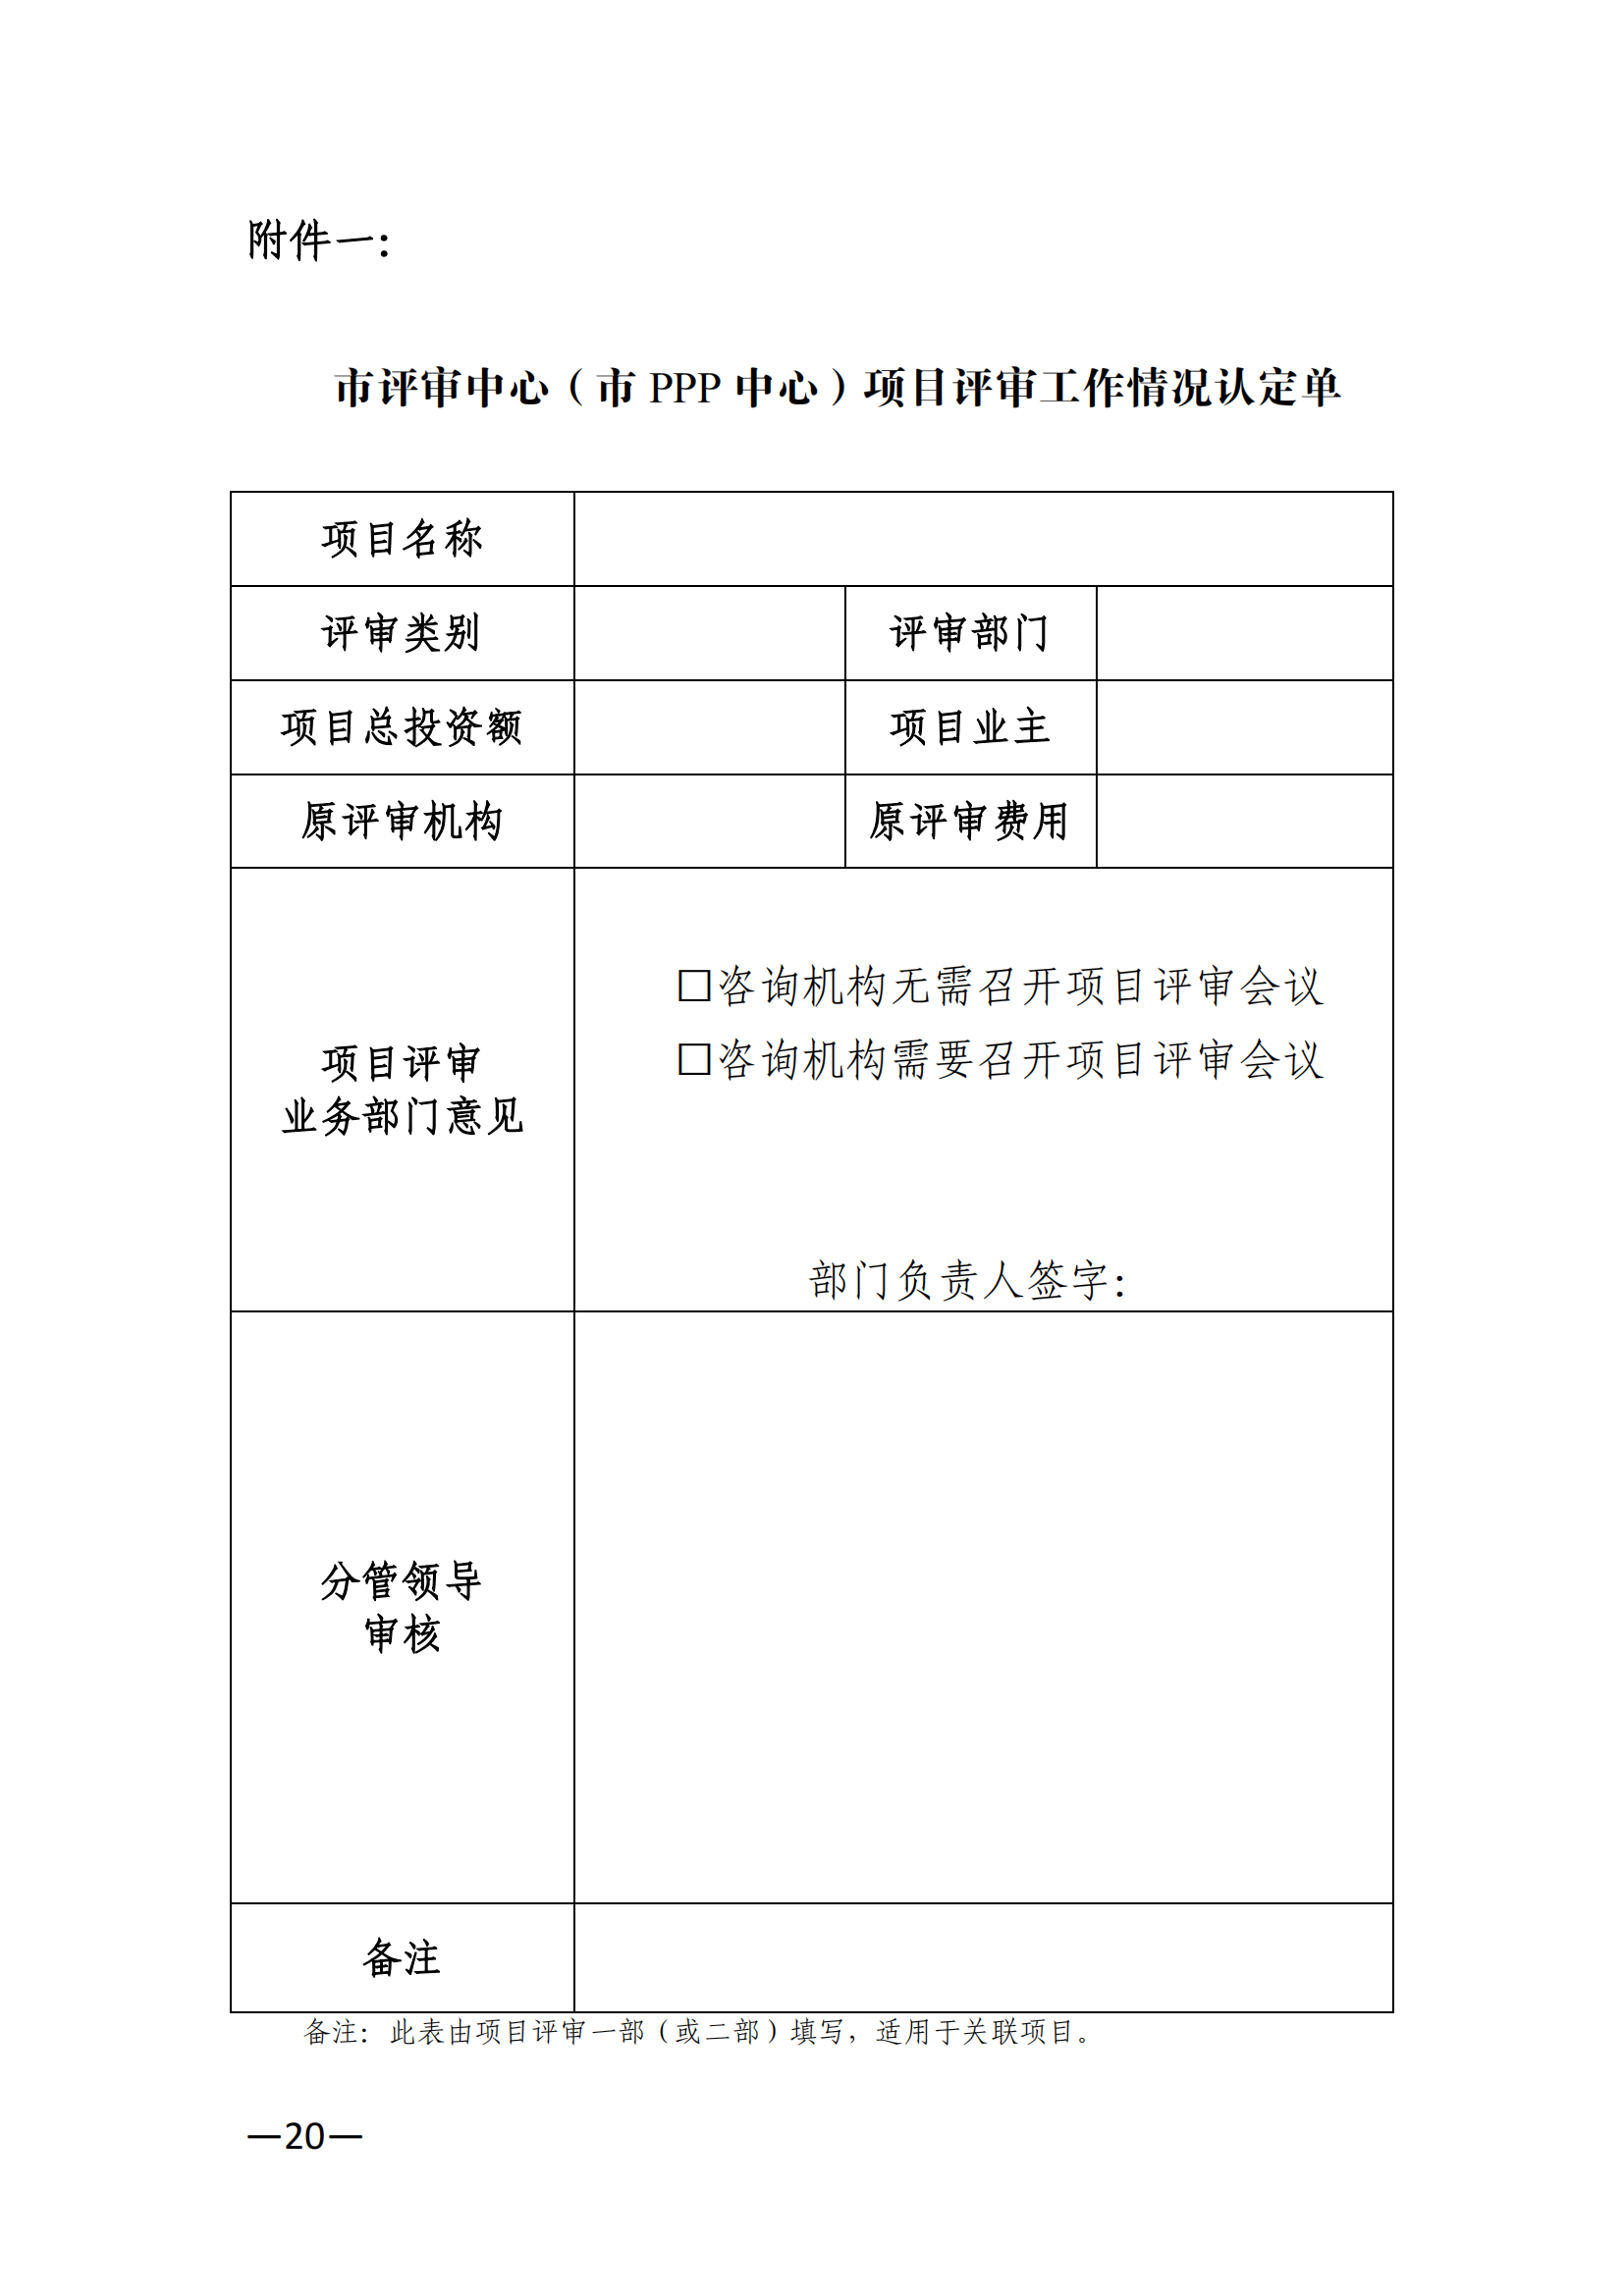 附件一：
市评审中心（市 PPP 中心）项目评审工作情况认定单
项目名称
评审类别 评审部门
项目总投资额 项目业主
原评审机构 原评审费用
□咨询机构无需召开项目评审会议
□咨询机构需要召开项目评审会议
项目评审
业务部门意见
部门负责人签字：
分管领导
审核
备注
备注：此表由项目评审一部（或二部）填写，适用于关联项目。
—20—